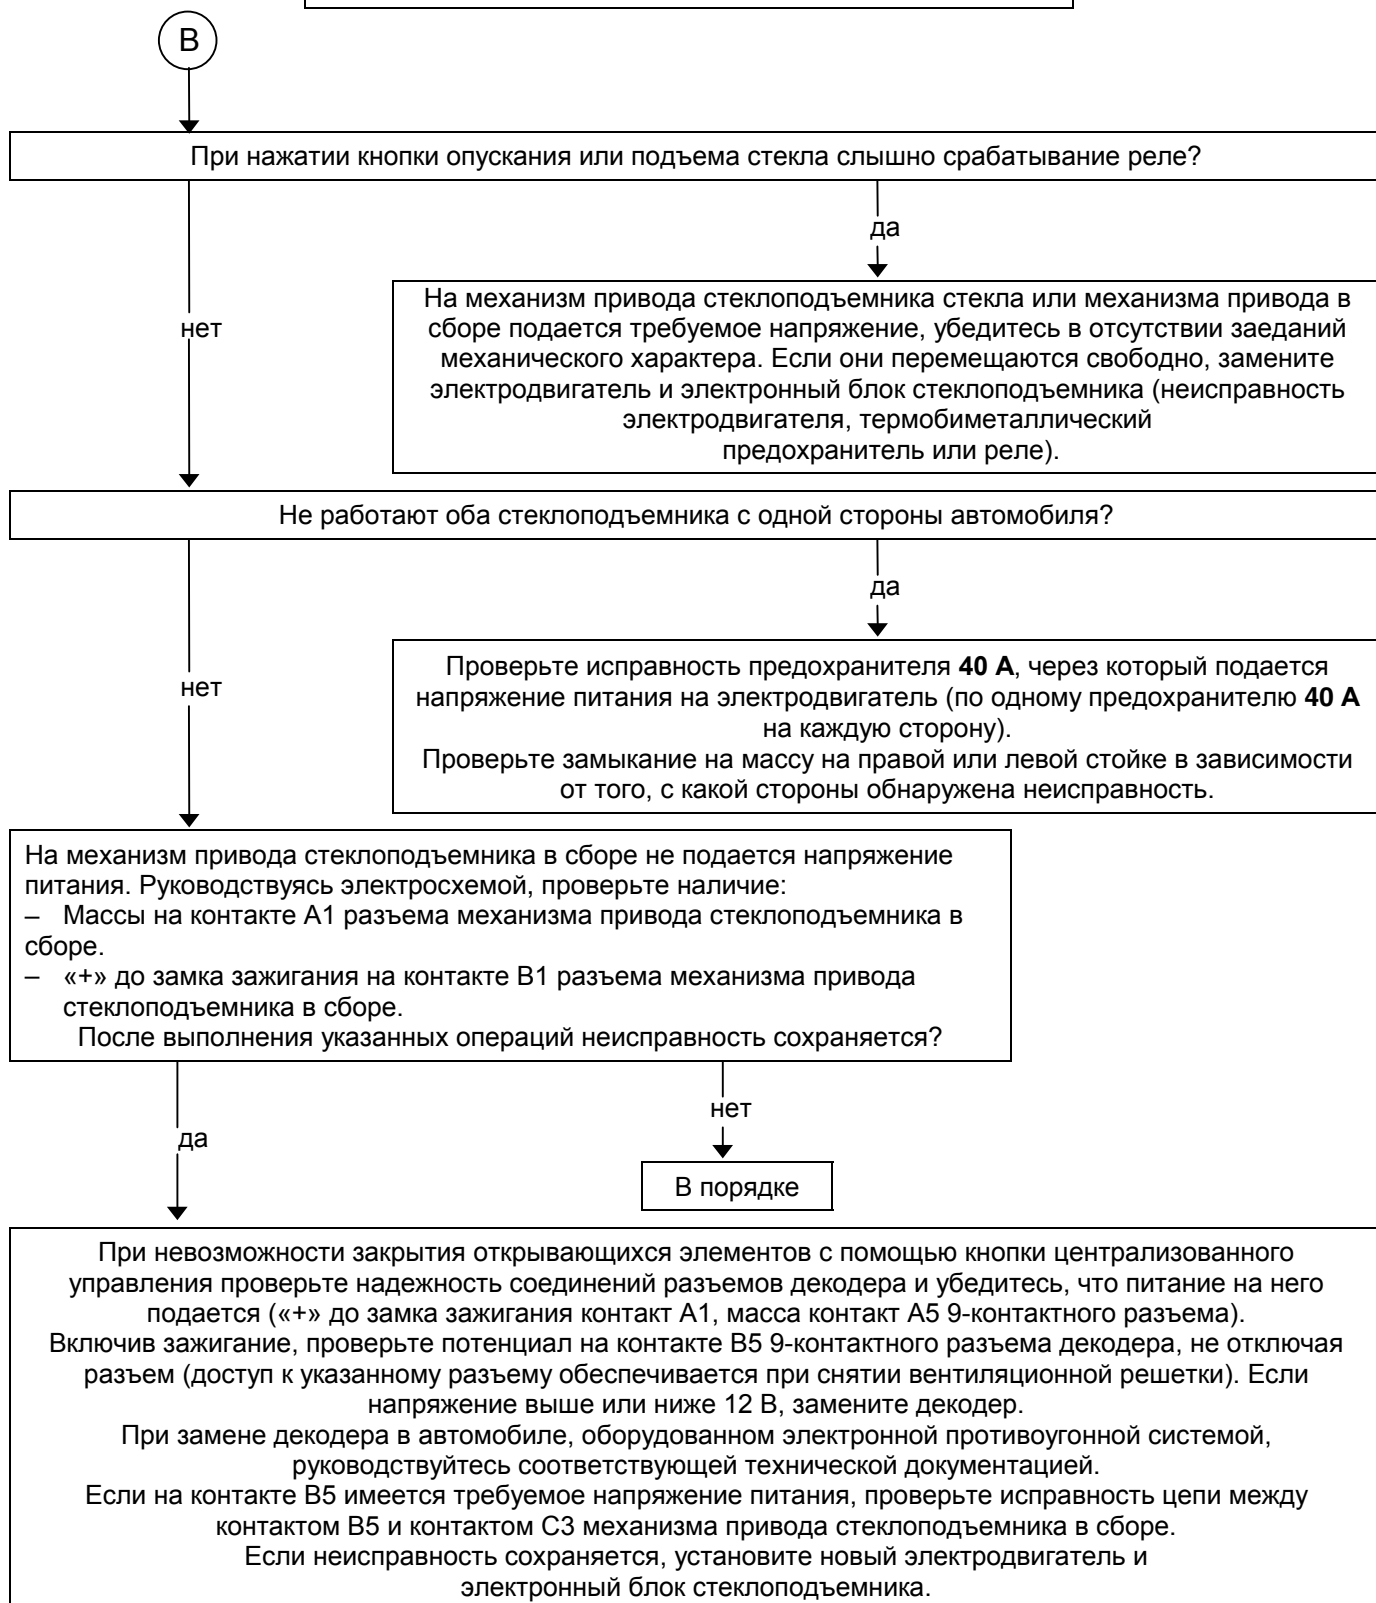 В
При нажатии кнопки опускания или подъема стекла слышно срабатывание реле?
да
нет
На механизм привода стеклоподъемника стекла или механизма привода в
сборе подается требуемое напряжение, убедитесь в отсутствии заеданий
механического характера. Если они перемещаются свободно, замените
электродвигатель и электронный блок стеклоподъемника (неисправность
электродвигателя, термобиметаллический
предохранитель или реле).
Не работают оба стеклоподъемника с одной стороны автомобиля?
да
нет
Проверьте исправность предохранителя 40 А, через который подается
напряжение питания на электродвигатель (по одному предохранителю 40 А
на каждую сторону).
Проверьте замыкание на массу на правой или левой стойке в зависимости
от того, с какой стороны обнаружена неисправность.
На механизм привода стеклоподъемника в сборе не подается напряжение
питания. Руководствуясь электросхемой, проверьте наличие:
– Массы на контакте А1 разъема механизма привода стеклоподъемника в
сборе.
– «+» до замка зажигания на контакте В1 разъема механизма привода
стеклоподъемника в сборе.
После выполнения указанных операций неисправность сохраняется?
нет
да
В порядке
При невозможности закрытия открывающихся элементов с помощью кнопки централизованного
управления проверьте надежность соединений разъемов декодера и убедитесь, что питание на него
подается («+» до замка зажигания контакт А1, масса контакт А5 9-контактного разъема).
Включив зажигание, проверьте потенциал на контакте В5 9-контактного разъема декодера, не отключая
разъем (доступ к указанному разъему обеспечивается при снятии вентиляционной решетки). Если
напряжение выше или ниже 12 В, замените декодер.
При замене декодера в автомобиле, оборудованном электронной противоугонной системой,
руководствуйтесь соответствующей технической документацией.
Если на контакте В5 имеется требуемое напряжение питания, проверьте исправность цепи между
контактом В5 и контактом С3 механизма привода стеклоподъемника в сборе.
Если неисправность сохраняется, установите новый электродвигатель и
электронный блок стеклоподъемника.